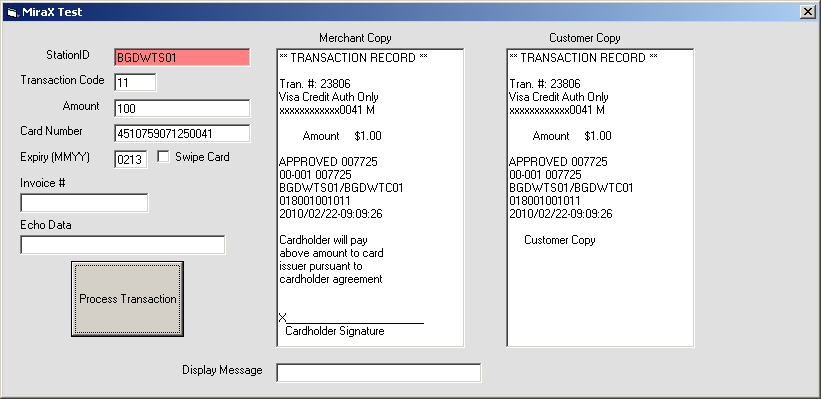 MiraX Test
StationID BGDWTS01
Transaction Code 11
Amount 100
Card Number 4510759071250041
Expiry (MMYY) 0213 Swipe Card
Invoice #
Echo Data
Process Transaction
Merchant Copy
** TRANSACTION RECORD **
Tran. #: 23806
Visa Credit Auth Only
xxxxxxxxxxxx0041 M
Amount $1.00
APPROVED 007725
00-001 007725
BGDWTS01/BGDWTC01
018001001011
2010/02/22-09:09:26
Cardholder will pay
above amount to card
issuer pursuant to
cardholder agreement
X_______________________
Cardholder Signature
Customer Copy
** TRANSACTION RECORD **
Tran. #: 23806
Visa Credit Auth Only
xxxxxxxxxxxx0041 M
Amount $1.00
APPROVED 007725
00-001 007725
BGDWTS01/BGDWTC01
018001001011
2010/02/22-09:09:26
Customer Copy
Display Message